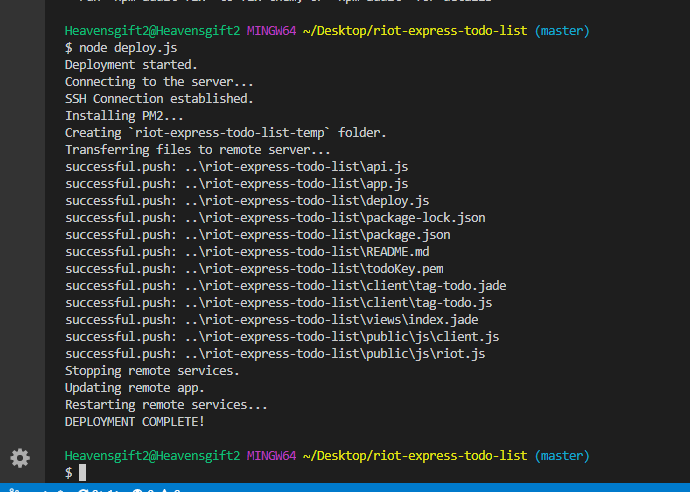 Heavensgift2@Heavensgift2 MINGW64 ~/Desktop/riot-express-todo-list (master)
$ node deploy.js
Deployment started.
Connecting to the server...
SSH Connection established.
Installing PM2...
Creating `riot-express-todo-list-temp` folder.
Transferring files to remote server...
successful.push: ..\riot-express-todo-list\api.js
successful.push: ..\riot-express-todo-list\app.js
successful.push: ..\riot-express-todo-list\deploy.js
successful.push: ..\riot-express-todo-list\package-lock.json
successful.push: ..\riot-express-todo-list\package.json
successful.push: ..\riot-express-todo-list\README.md
successful.push: ..\riot-express-todo-list\todoKey.pem
successful.push: ..\riot-express-todo-list\client\tag-todo.jade
successful.push: ..\riot-express-todo-list\client\tag-todo.js
successful.push: ..\riot-express-todo-list\views\index.jade
successful.push: ..\riot-express-todo-list\public\js\client.js
successful.push: ..\riot-express-todo-list\public\js\riot.js
Stopping remote services.
Updating remote app.
Restarting remote services...
DEPLOYMENT COMPLETE!
Heavensgift2@Heavensgift2 MINGW64 ~/Desktop/riot-express-todo-list (master)
$